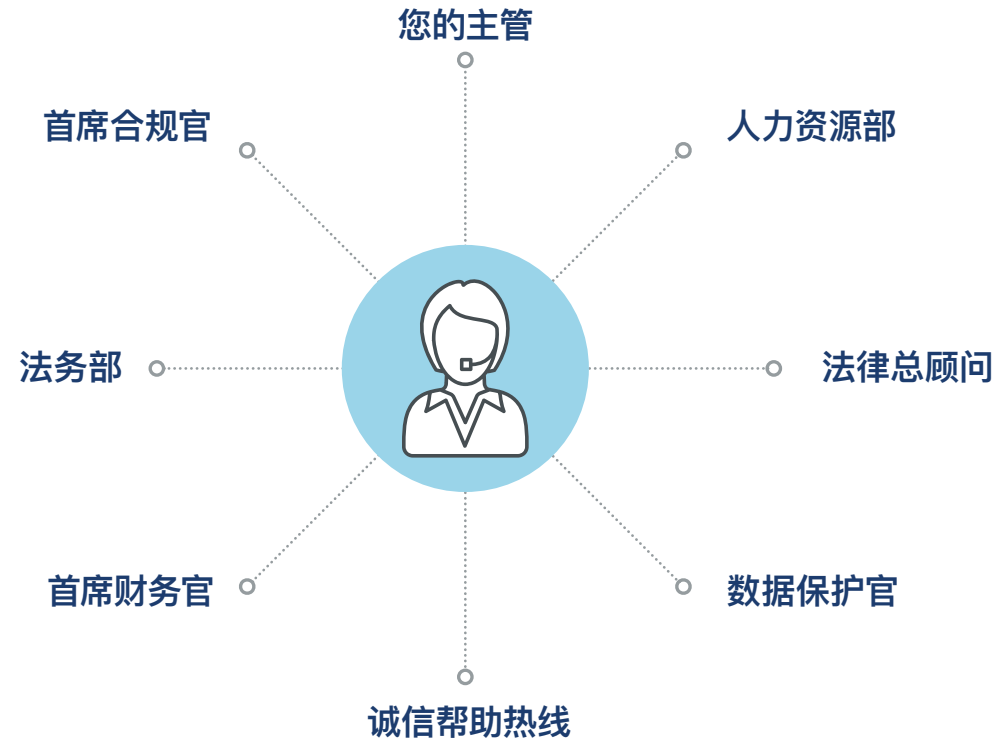 您的主管
首席合规官
人力资源部
法务部
法律总顾问
首席财务官
数据保护官
诚信帮助热线